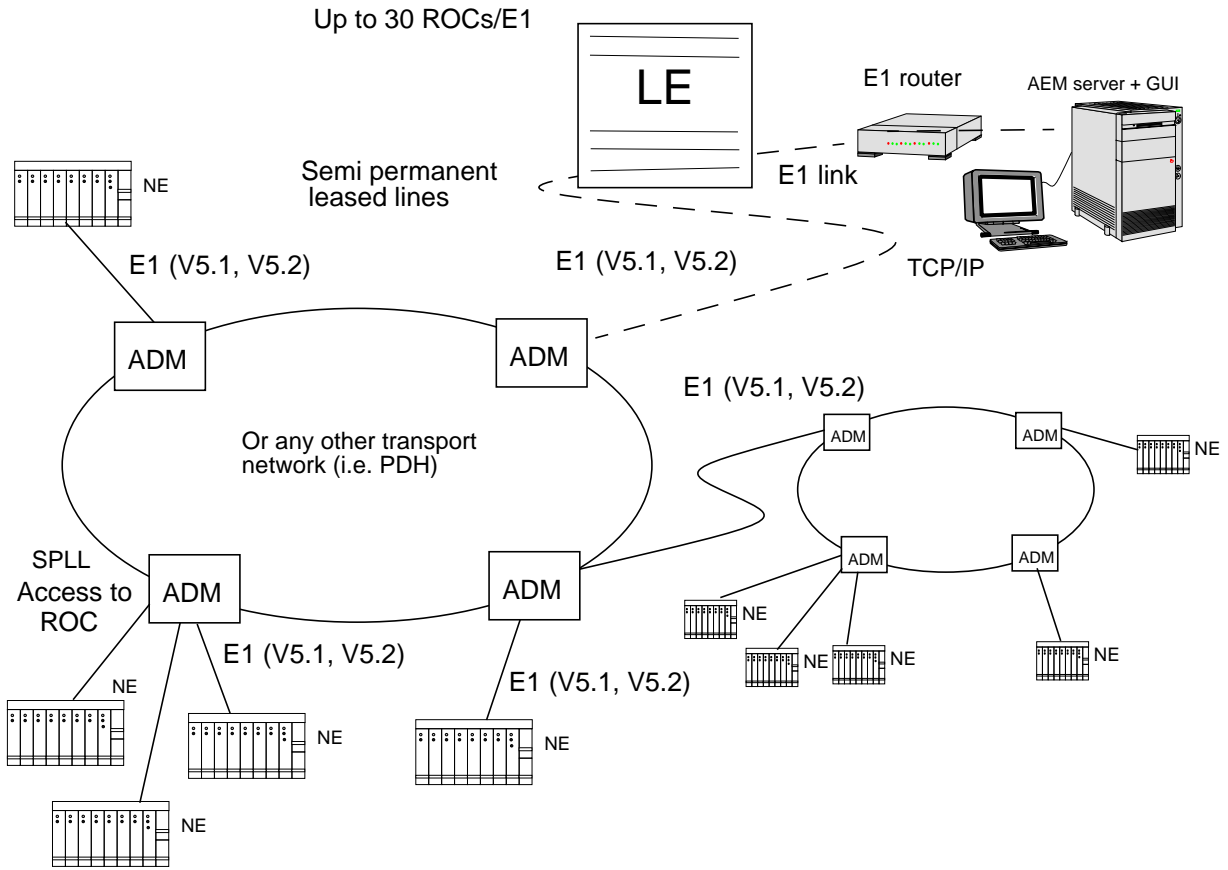 Up to 30 ROCs/E1
LE
E1 router
AEM server + GUI
Semi permanent
leased lines
E1 link
NE
E1 (V5.1, V5.2)
E1 (V5.1, V5.2)
TCP/IP
ADM
ADM
E1 (V5.1, V5.2)
Or any other transport
network (i.e. PDH)
ADM
ADM
NE
SPLL
Access to
ROC
ADM
ADM
ADM
ADM
NE
NE
NE
NE
E1 (V5.1, V5.2)
E1 (V5.1, V5.2)
NE
NE
NE
NE